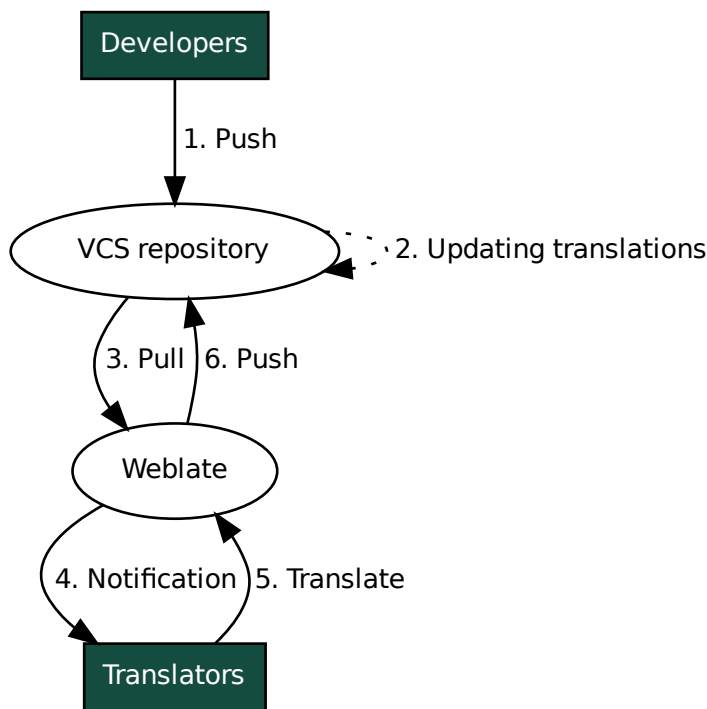 Developers
1. Push
VCS repository
2. Updating translations
3. Pull
6. Push
Weblate
4. Notification
5. Translate
Translators